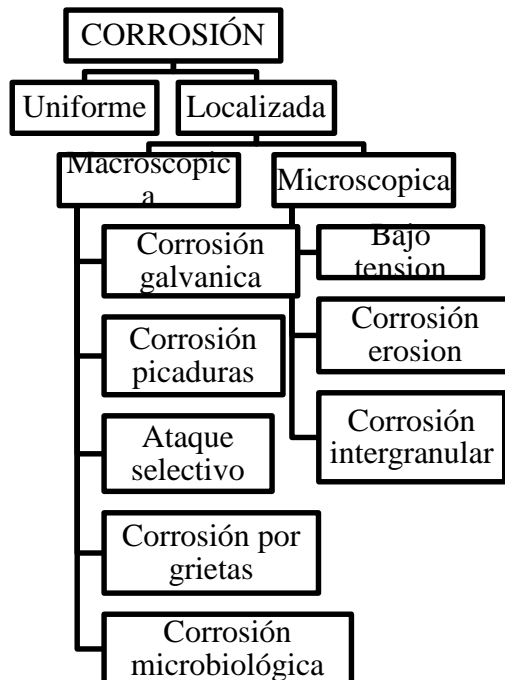 CORROSIÓN
Uniforme
Localizada
Macroscopic
a
Microscopica
Corrosión
galvanica
Corrosión
picaduras
Ataque
selectivo
Corrosión por
grietas
Corrosión
microbiológica
Bajo
tension
Corrosión
erosion
Corrosión
intergranular